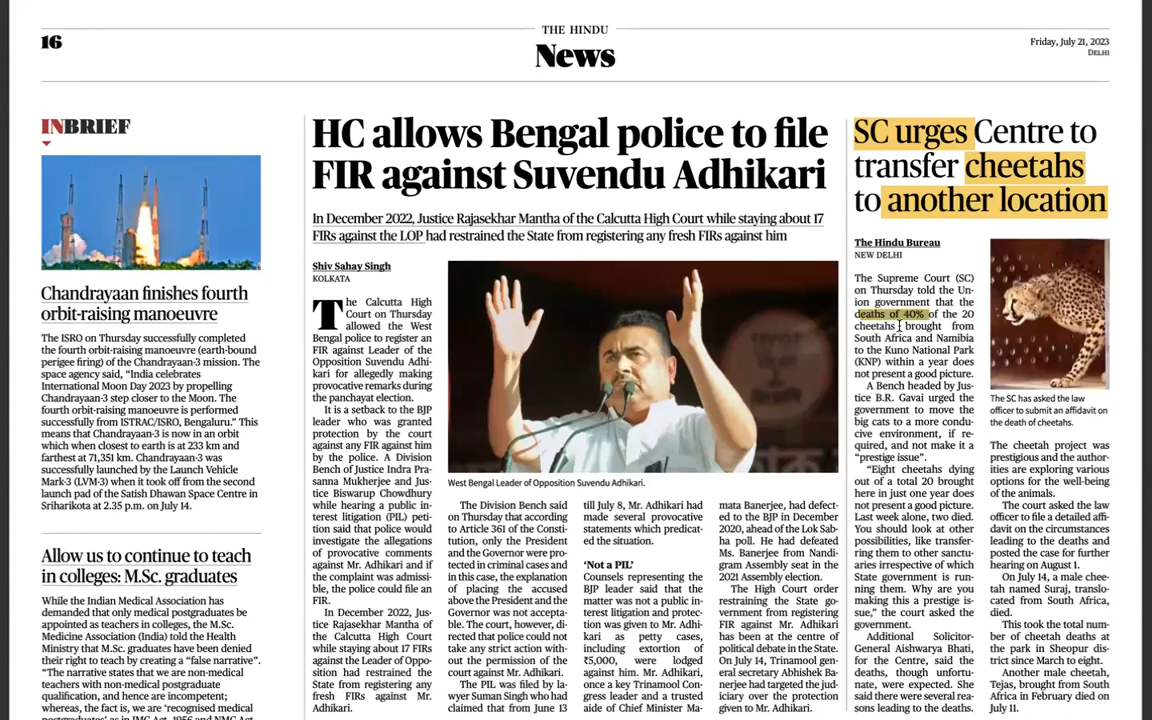 16
THE HINDU
News
Friday, July 21, 2023
DELHI
INBRIEF
Chandrayaan finishes fourth
orbit-raising manoeuvre
The ISRO on Thursday successfully completed
the fourth orbit-raising manoeuvre (earth-bound
perigee firing) of the Chandrayaan-3 mission. The
space agency said, “India celebrates
International Moon Day 2023 by propelling
Chandrayaan-3 step closer to the Moon. The
fourth orbit-raising manoeuvre is performed
successfully from ISTRAC/ISRO, Bengaluru.” This
means that Chandrayaan-3 is now in an orbit
which when closest to earth is at 233 km and
farthest at 71,351 km. Chandrayaan-3 was
successfully launched by the Launch Vehicle
Mark-3 (LVM-3) when it took off from the second
launch pad of the Satish Dhawan Space Centre in
Sriharikota at 2.35 p.m. on July 14.
Allow us to continue to teach
in colleges: M.Sc. graduates
While the Indian Medical Association has
demanded that only medical postgraduates be
appointed as teachers in colleges, the M.Sc.
Medicine Association (India) told the Health
Ministry that M.Sc. graduates have been denied
their right to teach by creating a “false narrative”.
“The narrative states that we are non-medical
teachers with non-medical postgraduate
qualification, and hence are incompetent;
whereas, the fact is, we are ‘recognised medical
postgraduates’ as in IMC Act, 1956 and NMC Act,
HC allows Bengal police to file
FIR against Suvendu Adhikari
In December 2022, Justice Rajasekhar Mantha of the Calcutta High Court while staying about 17
FIRs against the LOP had restrained the State from registering any fresh FIRs against him
Shiv Sahay Singh
KOLKATA
The Calcutta High
Court on Thursday
allowed the West
Bengal police to register an
FIR against Leader of the
Opposition Suvendu Adhi-
kari for allegedly making
provocative remarks during
the panchayat election.
It is a setback to the BJP
leader who was granted
protection by the court
against any FIR against him
by the police. A Division
Bench of Justice Indra Pra-
sanna Mukherjee and Jus-
tice Biswarup Chowdhury
while hearing a public in-
terest litigation (PIL) peti-
tion said that police would
investigate the allegations
of provocative comments
against Mr. Adhikari and if
the complaint was admissi-
ble, the police could file an
FIR.
In December 2022, Jus-
tice Rajasekhar Mantha of
the Calcutta High Court
while staying about 17 FIRs
against the Leader of Oppo-
sition had restrained the
State from registering any
fresh FIRs against Mr.
Adhikari.
West Bengal Leader of Opposition Suvendu Adhikari.
The Division Bench said
on Thursday that according
to Article 361 of the Consti-
tution, only the President
and the Governor were pro-
tected in criminal cases and
in this case, the explanation
of placing the accused
above the President and the
Governor was not accepta-
ble. The court, however, di-
rected that police could not
take any strict action with-
out the permission of the
court against Mr. Adhikari.
The PIL was filed by la-
wyer Suman Singh who had
claimed that from June 13
till July 8, Mr. Adhikari had
made several provocative
statements which predicat-
ed the situation.
‘Not a PIL’
Counsels representing the
BJP leader said that the
matter was not a public in-
terest litigation and protec-
tion was given to Mr. Adhi-
kari as petty cases,
including extortion of
₹5,000, were lodged
against him. Mr. Adhikari,
once a key Trinamool Con-
gress leader and a trusted
aide of Chief Minister Ma-
mata Banerjee, had defect-
ed to the BJP in December
2020, ahead of the Lok Sab-
ha poll. He had defeated
Ms. Banerjee from Nandi-
gram Assembly seat in the
2021 Assembly election.
The High Court order
restraining the State go-
vernment from registering
FIR against Mr. Adhikari
has been at the centre of
political debate in the State.
On July 14, Trinamool gen-
eral secretary Abhishek Ba-
nerjee had targeted the jud-
iciary over the protection
given to Mr. Adhikari.
SC urges Centre to
transfer cheetahs
to another location
The Hindu Bureau
NEW DELHI
The Supreme Court (SC)
on Thursday told the Un-
ion government that the
deaths of 40% of the 20
cheetahs brought from
South Africa and Namibia
to the Kuno National Park
(KNP) within a year does
not present a good picture.
A Bench headed by Jus-
tice B.R. Gavai urged the
government to move the
big cats to a more condu-
cive environment, if re-
quired, and not make it a
“prestige issue”.
“Eight cheetahs dying
out of a total 20 brought
here in just one year does
not present a good picture.
Last week alone, two died.
You should look at other
possibilities, like transfer-
ring them to other sanctu-
aries irrespective of which
State government is run-
ning them. Why are you
making this a prestige is-
sue,” the court asked the
government.
Additional Solicitor-
General Aishwarya Bhati,
for the Centre, said the
deaths, though unfortu-
nate, were expected. She
said there were several rea-
sons leading to the deaths.
The SC has asked the law
officer to submit an affidavit on
the death of cheetahs.
The cheetah project was
prestigious and the author-
ities are exploring various
options for the well-being
of the animals.
The court asked the law
officer to file a detailed affi-
davit on the circumstances
leading to the deaths and
posted the case for further
hearing on August 1.
On July 14, a male chee-
tah named Suraj, translo-
cated from South Africa,
died.
This took the total num-
ber of cheetah deaths at
the park in Sheopur dis-
trict since March to eight.
Another male cheetah,
Tejas, brought from South
Africa in February died on
July 11.